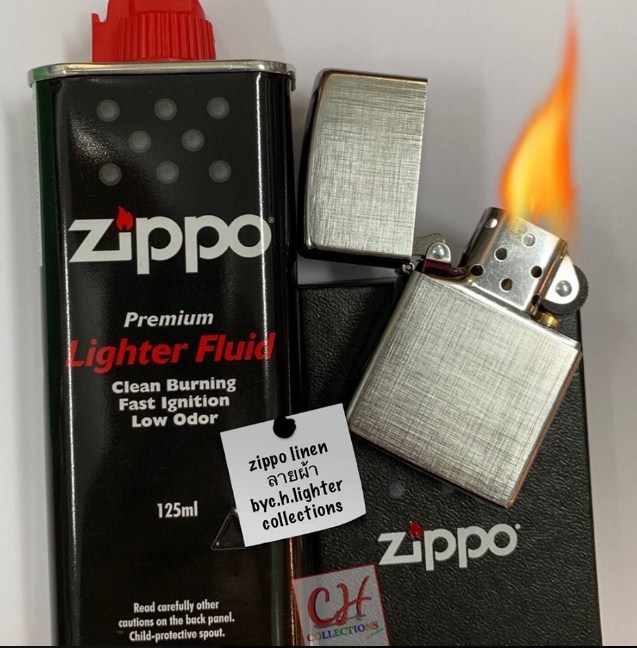 zippo
Premium
Lighter Fluid
Clean Burning
Fast Ignition
Low Odor
125ml
Read carefully other
cautions on the back panel.
Child-protective spout.
zippo linen
ลายผ้า
byc.h.lighter
collections
zippo
CH
COLLECTIONS